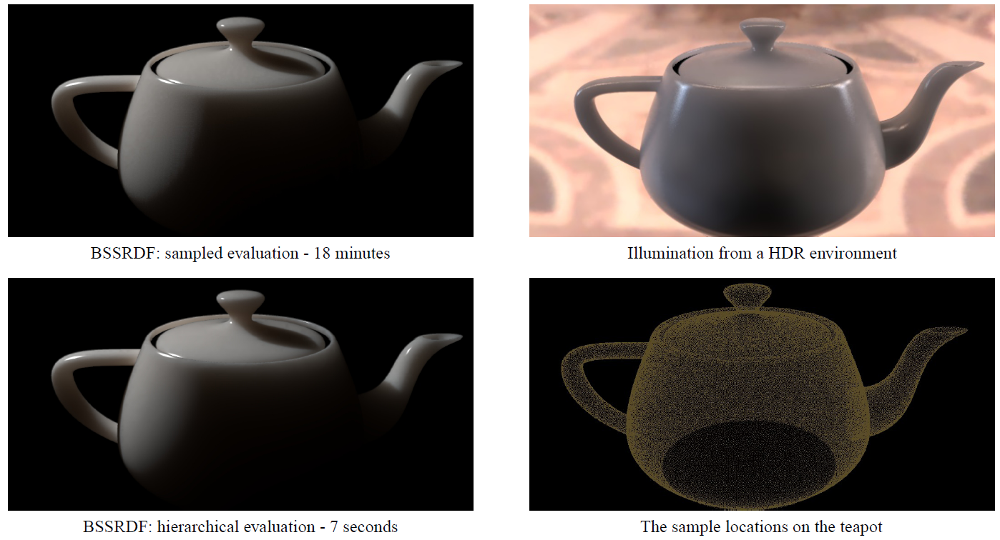 BSSRDF: sampled evaluation - 18 minutes
Illumination from a HDR environment
BSSRDF: hierarchical evaluation - 7 seconds
The sample locations on the teapot